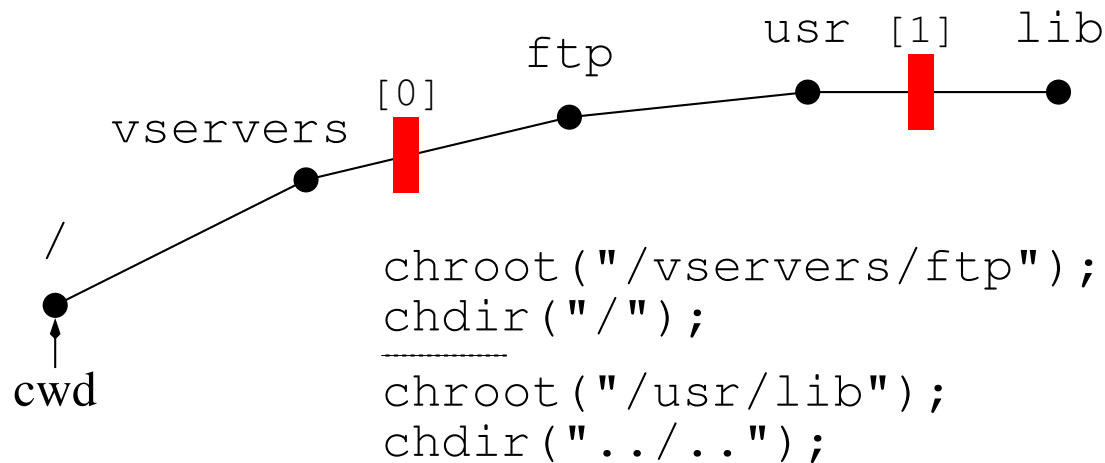 usr [1] lib
ftp
[0]
vservers
/
cwd
chroot("/vservers/ftp");
chdir("/");
chroot("/usr/lib");
chdir("../..");